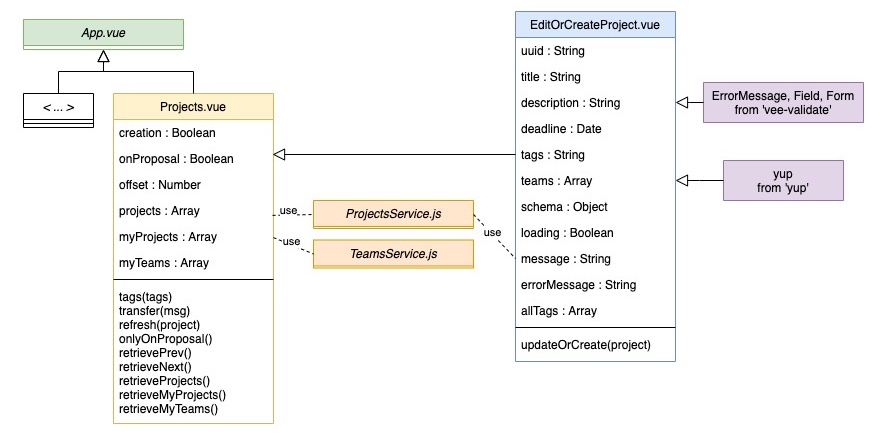 App.vue
< ... >
Projects.vue
creation : Boolean
onProposal : Boolean
offset : Number
projects : Array
myProjects : Array
myTeams : Array
tags(tags)
transfer(msg)
refresh(project)
onlyOnProposal()
retrievePrev()
retrieveNext()
retrieveProjects()
retrieveMyProjects()
retrieveMyTeams()
use
use
ProjectsService.js
TeamsService.js
use
EditOrCreateProject.vue
uuid : String
title : String
description : String
deadline : Date
tags : String
teams : Array
schema : Object
loading : Boolean
message : String
errorMessage : String
allTags : Array
updateOrCreate(project)
ErrorMessage, Field, Form
from 'vee-validate'
yup
from 'yup'